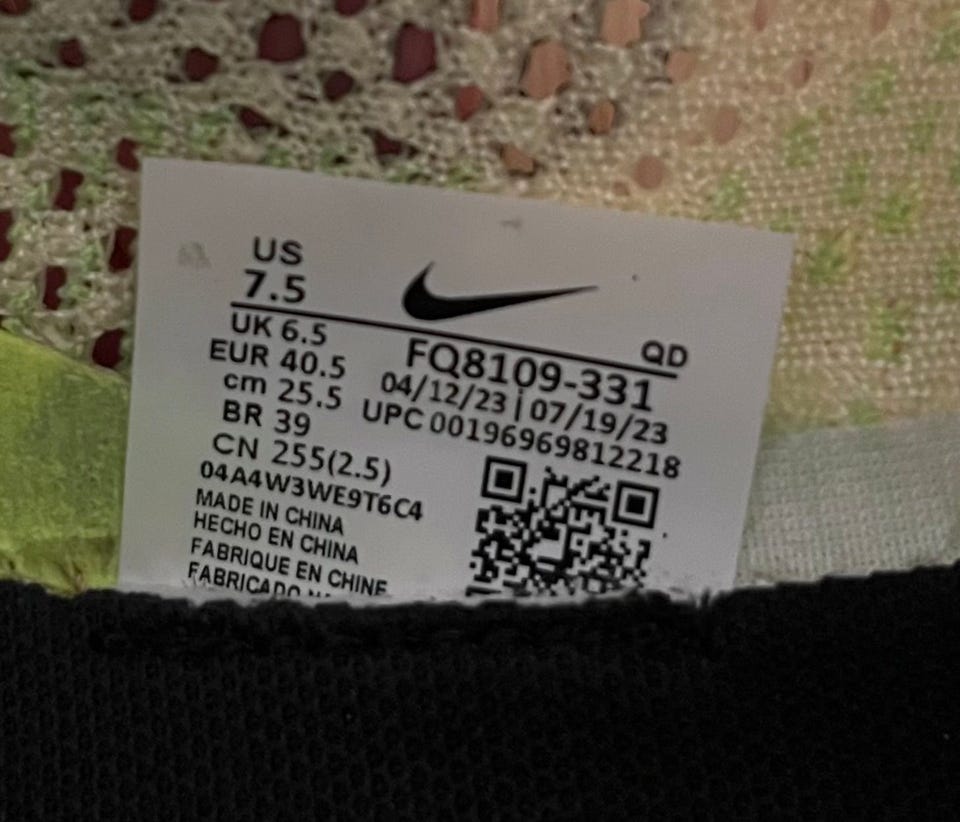 US
7.5
UK 6.5
EUR 40.5
cm 25.5
BR 39
CN 255(2.5)
04A4W3WE9T6C4
MADE IN CHINA
HECHO EN CHINA
FABRIQUE EN CHINE
FABRICADO
QD
FQ8109-331
04/12/23 | 07/19/23
UPC 00196969812218